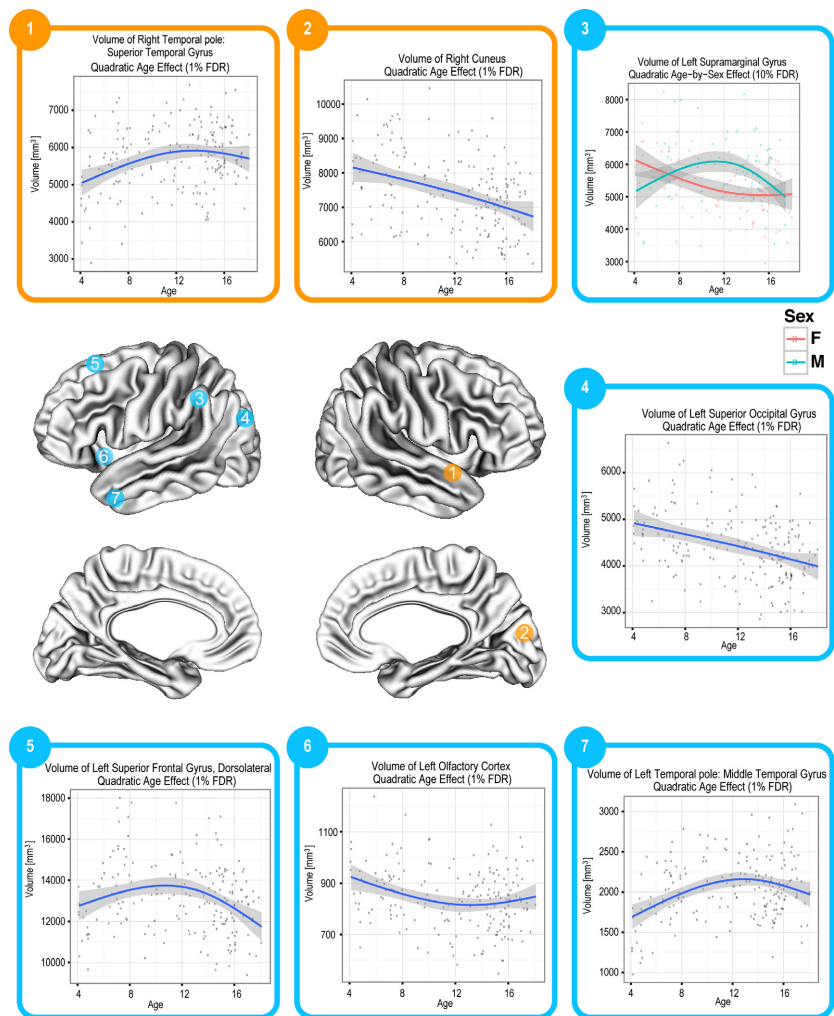 1
Volume of Right Temporal pole:
Superior Temporal Gyrus
Quadratic Age Effect (1% FDR)
7000
6000
5000
4000
3000
Volume [mm³]
4
8
12
16
Age
2
Volume of Right Cuneus
Quadratic Age Effect (1% FDR)
10000
9000
8000
7000
6000
Volume [mm³]
4
8
12
16
Age
3
Volume of Left Supramarginal Gyrus
Quadratic Age-by-Sex Effect (10% FDR)
8000
7000
6000
5000
4000
3000
Volume [mm³]
4
8
12
16
Age
Sex
F
M
5
3
4
6
7
1
2
4
Volume of Left Superior Occipital Gyrus
Quadratic Age Effect (1% FDR)
6000
5000
4000
3000
Volume [mm³]
4
8
12
16
Age
5
Volume of Left Superior Frontal Gyrus, Dorsolateral
Quadratic Age Effect (1% FDR)
18000
16000
14000
12000
10000
Volume [mm³]
4
8
12
16
Age
6
Volume of Left Olfactory Cortex
Quadratic Age Effect (1% FDR)
1100
900
700
Volume [mm³]
4
8
12
16
Age
7
Volume of Left Temporal pole: Middle Temporal Gyrus
Quadratic Age Effect (1% FDR)
3000
2500
2000
1500
1000
Volume [mm³]
4
8
12
16
Age